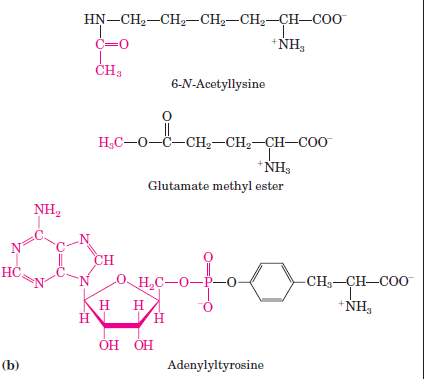 HN—CH₂—CH₂—CH₂—CH₂—CH—COO⁻
C=O ⁺NH₃
CH₃
6-N-Acetyllysine
O
H₃C—O—C—CH₂—CH₂—CH—COO⁻
⁺NH₃
Glutamate methyl ester
NH₂
C N
N C
CH O
HC C O H₂C—O—P—O— —CH₃—CH—COO⁻
N N
H H ⁻O ⁺NH₃
H H
OH OH
(b) Adenylyltyrosine